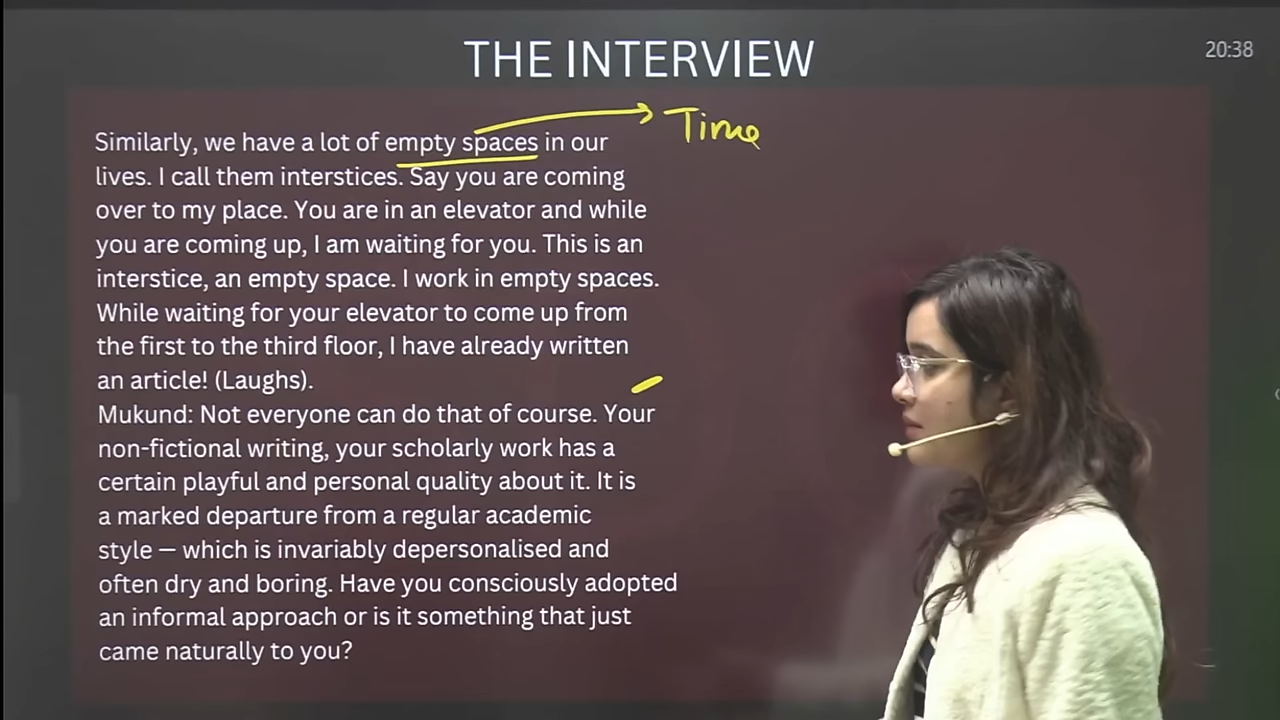 THE INTERVIEW
20:38
Time
Similarly, we have a lot of empty spaces in our
lives. I call them interstices. Say you are coming
over to my place. You are in an elevator and while
you are coming up, I am waiting for you. This is an
interstice, an empty space. I work in empty spaces.
While waiting for your elevator to come up from
the first to the third floor, I have already written
an article! (Laughs).
Mukund: Not everyone can do that of course. Your
non-fictional writing, your scholarly work has a
certain playful and personal quality about it. It is
a marked departure from a regular academic
style — which is invariably depersonalised and
often dry and boring. Have you consciously adopted
an informal approach or is it something that just
came naturally to you?